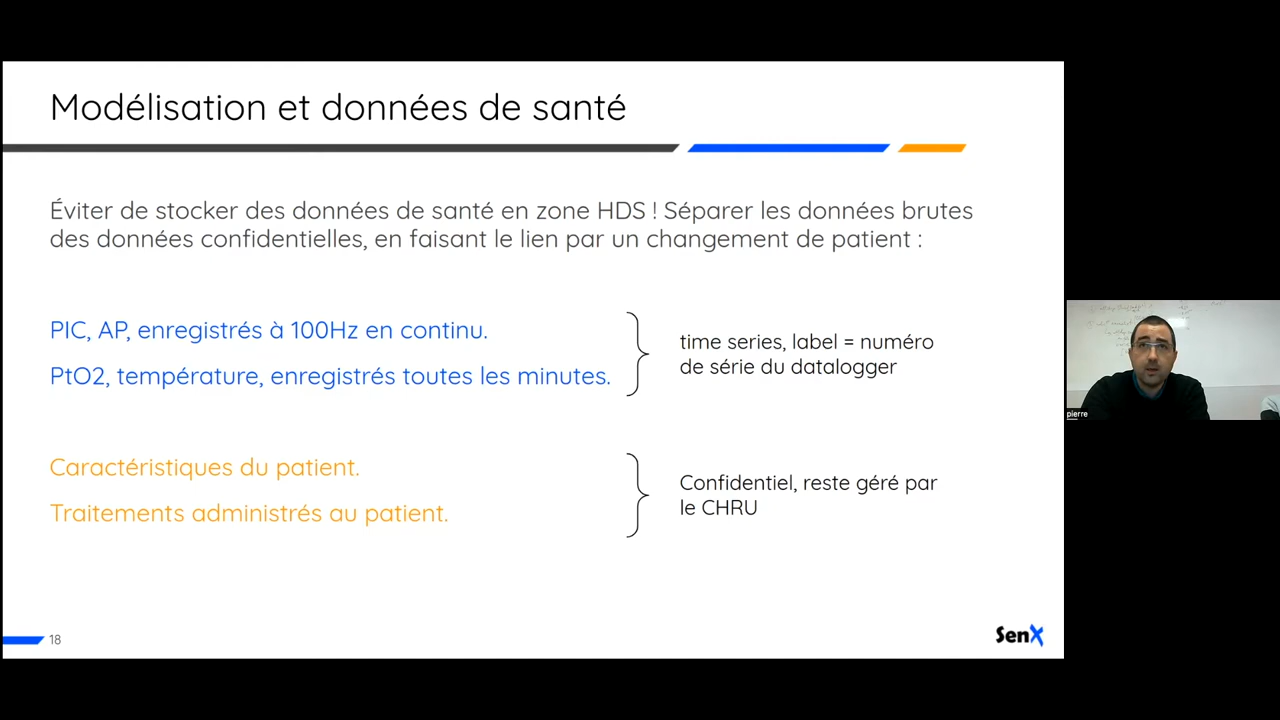 Modélisation et données de santé
Éviter de stocker des données de santé en zone HDS ! Séparer les données brutes
des données confidentielles, en faisant le lien par un changement de patient :
PIC, AP, enregistrés à 100Hz en continu.
PtO2, température, enregistrés toutes les minutes.
time series, label = numéro
de série du datalogger
Caractéristiques du patient.
Traitements administrés au patient.
Confidentiel, reste géré par
le CHRU
18
SenX
pierre